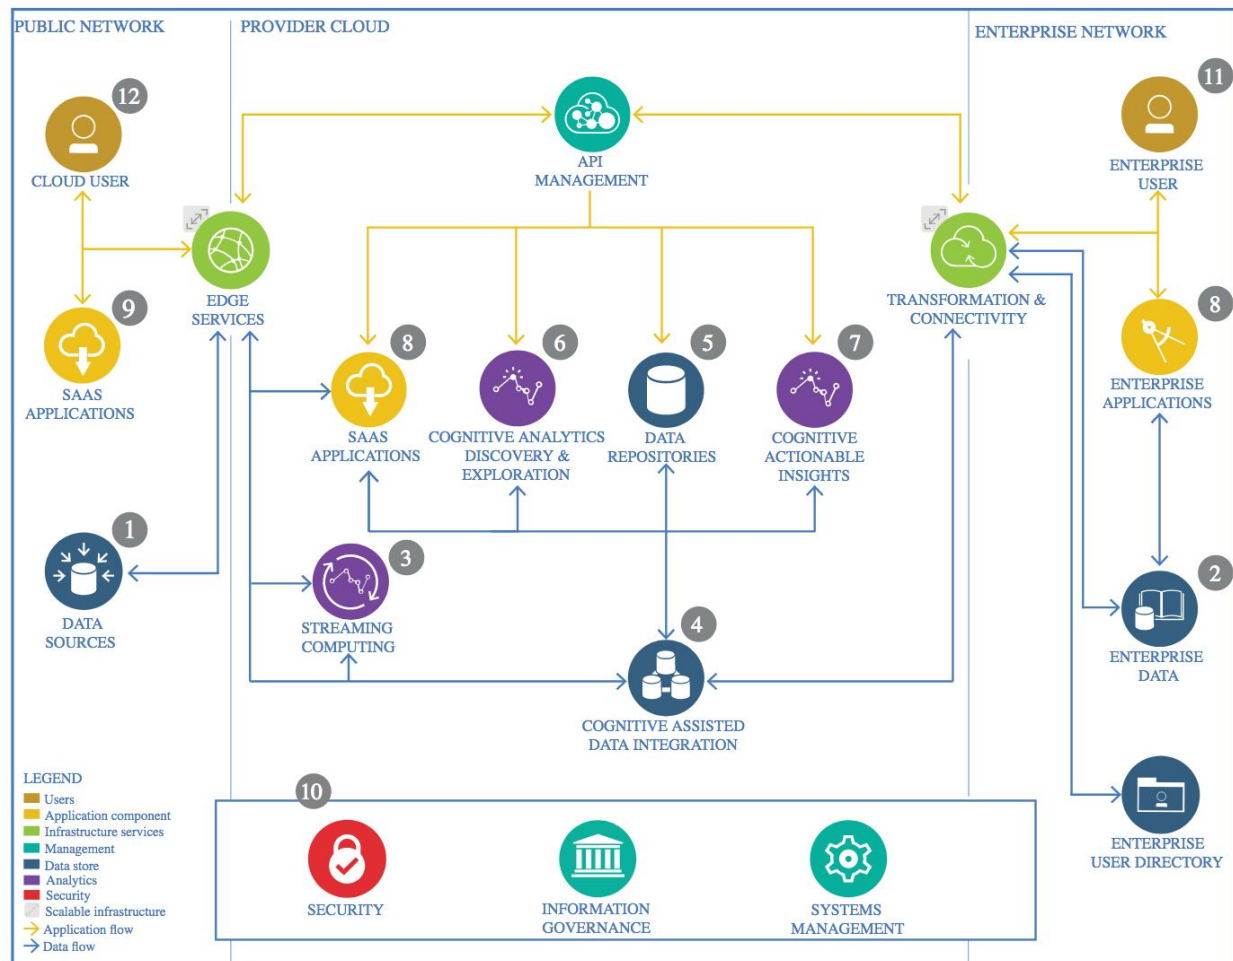 PUBLIC NETWORK
PROVIDER CLOUD
ENTERPRISE NETWORK
12
CLOUD USER
API
MANAGEMENT
11
ENTERPRISE
USER
EDGE
SERVICES
TRANSFORMATION &
CONNECTIVITY
9
SAAS
APPLICATIONS
8
SAAS
APPLICATIONS
6
COGNITIVE ANALYTICS
DISCOVERY &
EXPLORATION
5
DATA
REPOSITORIES
7
COGNITIVE
ACTIONABLE
INSIGHTS
8
ENTERPRISE
APPLICATIONS
1
DATA
SOURCES
3
STREAMING
COMPUTING
4
COGNITIVE ASSISTED
DATA INTEGRATION
2
ENTERPRISE
DATA
ENTERPRISE
USER DIRECTORY
LEGEND
Users
Application component
Infrastructure services
Management
Data store
Analytics
Security
Scalable infrastructure
Application flow
Data flow
10
SECURITY
INFORMATION
GOVERNANCE
SYSTEMS
MANAGEMENT